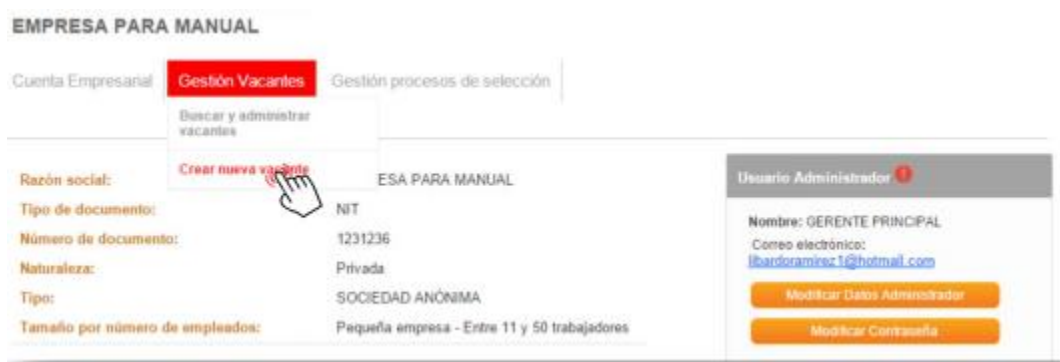 EMPRESA PARA MANUAL
Cuenta Empresarial Gestión Vacantes Gestión procesos de selección
Buscar y administrar
vacantes
Crear nueva vacante
Razón social: ESA PARA MANUAL
Tipo de documento: NIT
Número de documento: 1231236
Naturaleza: Privada
Tipo: SOCIEDAD ANÓNIMA
Tamaño por número de empleados: Pequeña empresa - Entre 11 y 50 trabajadores
Usuario Administrador
Nombre: GERENTE PRINCIPAL
Correo electrónico:
libardoramirez1@hotmail.com
Modificar Datos Administrador
Modificar Contraseña